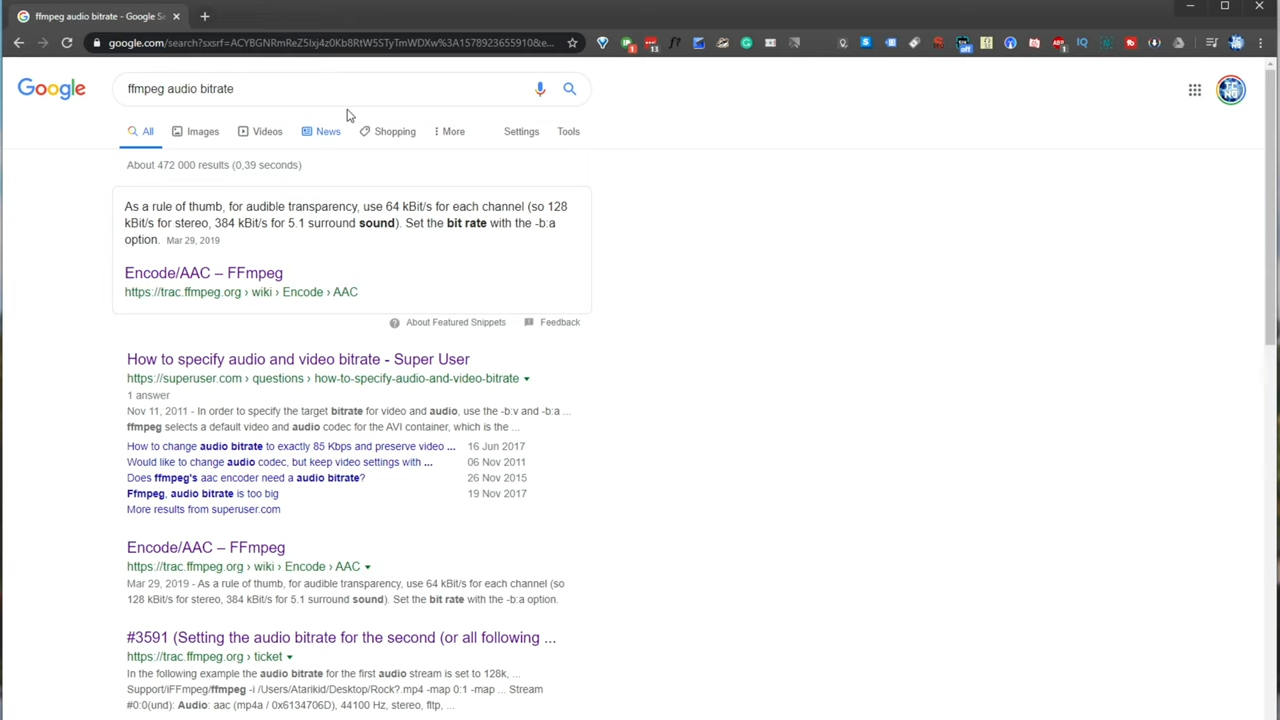 ffmpeg audio bitrate - Google Se
google.com/search?sxsrf=ACYBGNRmReZ5Ixj4z0Kb8RtW5STyTmWDXw%3A1578923655910&e...
Google
ffmpeg audio bitrate
All Images Videos News Shopping More Settings Tools
About 472 000 results (0,39 seconds)
As a rule of thumb, for audible transparency, use 64 kBit/s for each channel (so 128
kBit/s for stereo, 384 kBit/s for 5.1 surround sound). Set the bit rate with the -b:a
option. Mar 29, 2019
Encode/AAC – FFmpeg
https://trac.ffmpeg.org › wiki › Encode › AAC
About Featured Snippets Feedback
How to specify audio and video bitrate - Super User
https://superuser.com › questions › how-to-specify-audio-and-video-bitrate
1 answer
Nov 11, 2011 - In order to specify the target bitrate for video and audio, use the -b:v and -b:a ...
ffmpeg selects a default video and audio codec for the AVI container, which is the ...
How to change audio bitrate to exactly 85 Kbps and preserve video ... 16 Jun 2017
Would like to change audio codec, but keep video settings with ... 06 Nov 2011
Does ffmpeg's aac encoder need a audio bitrate? 26 Nov 2015
Ffmpeg, audio bitrate is too big 19 Nov 2017
More results from superuser.com
Encode/AAC – FFmpeg
https://trac.ffmpeg.org › wiki › Encode › AAC
Mar 29, 2019 - As a rule of thumb, for audible transparency, use 64 kBit/s for each channel (so
128 kBit/s for stereo, 384 kBit/s for 5.1 surround sound). Set the bit rate with the -b:a option.
#3591 (Setting the audio bitrate for the second (or all following ...
https://trac.ffmpeg.org › ticket
In the following example the audio bitrate for the first audio stream is set to 128k, ...
Support/iFFmpeg/ffmpeg -i /Users/Atarikid/Desktop/Rock?.mp4 -map 0:1 -map ... Stream
#0:0(und): Audio: aac (mp4a / 0x6134706D), 44100 Hz, stereo, fltp, ...